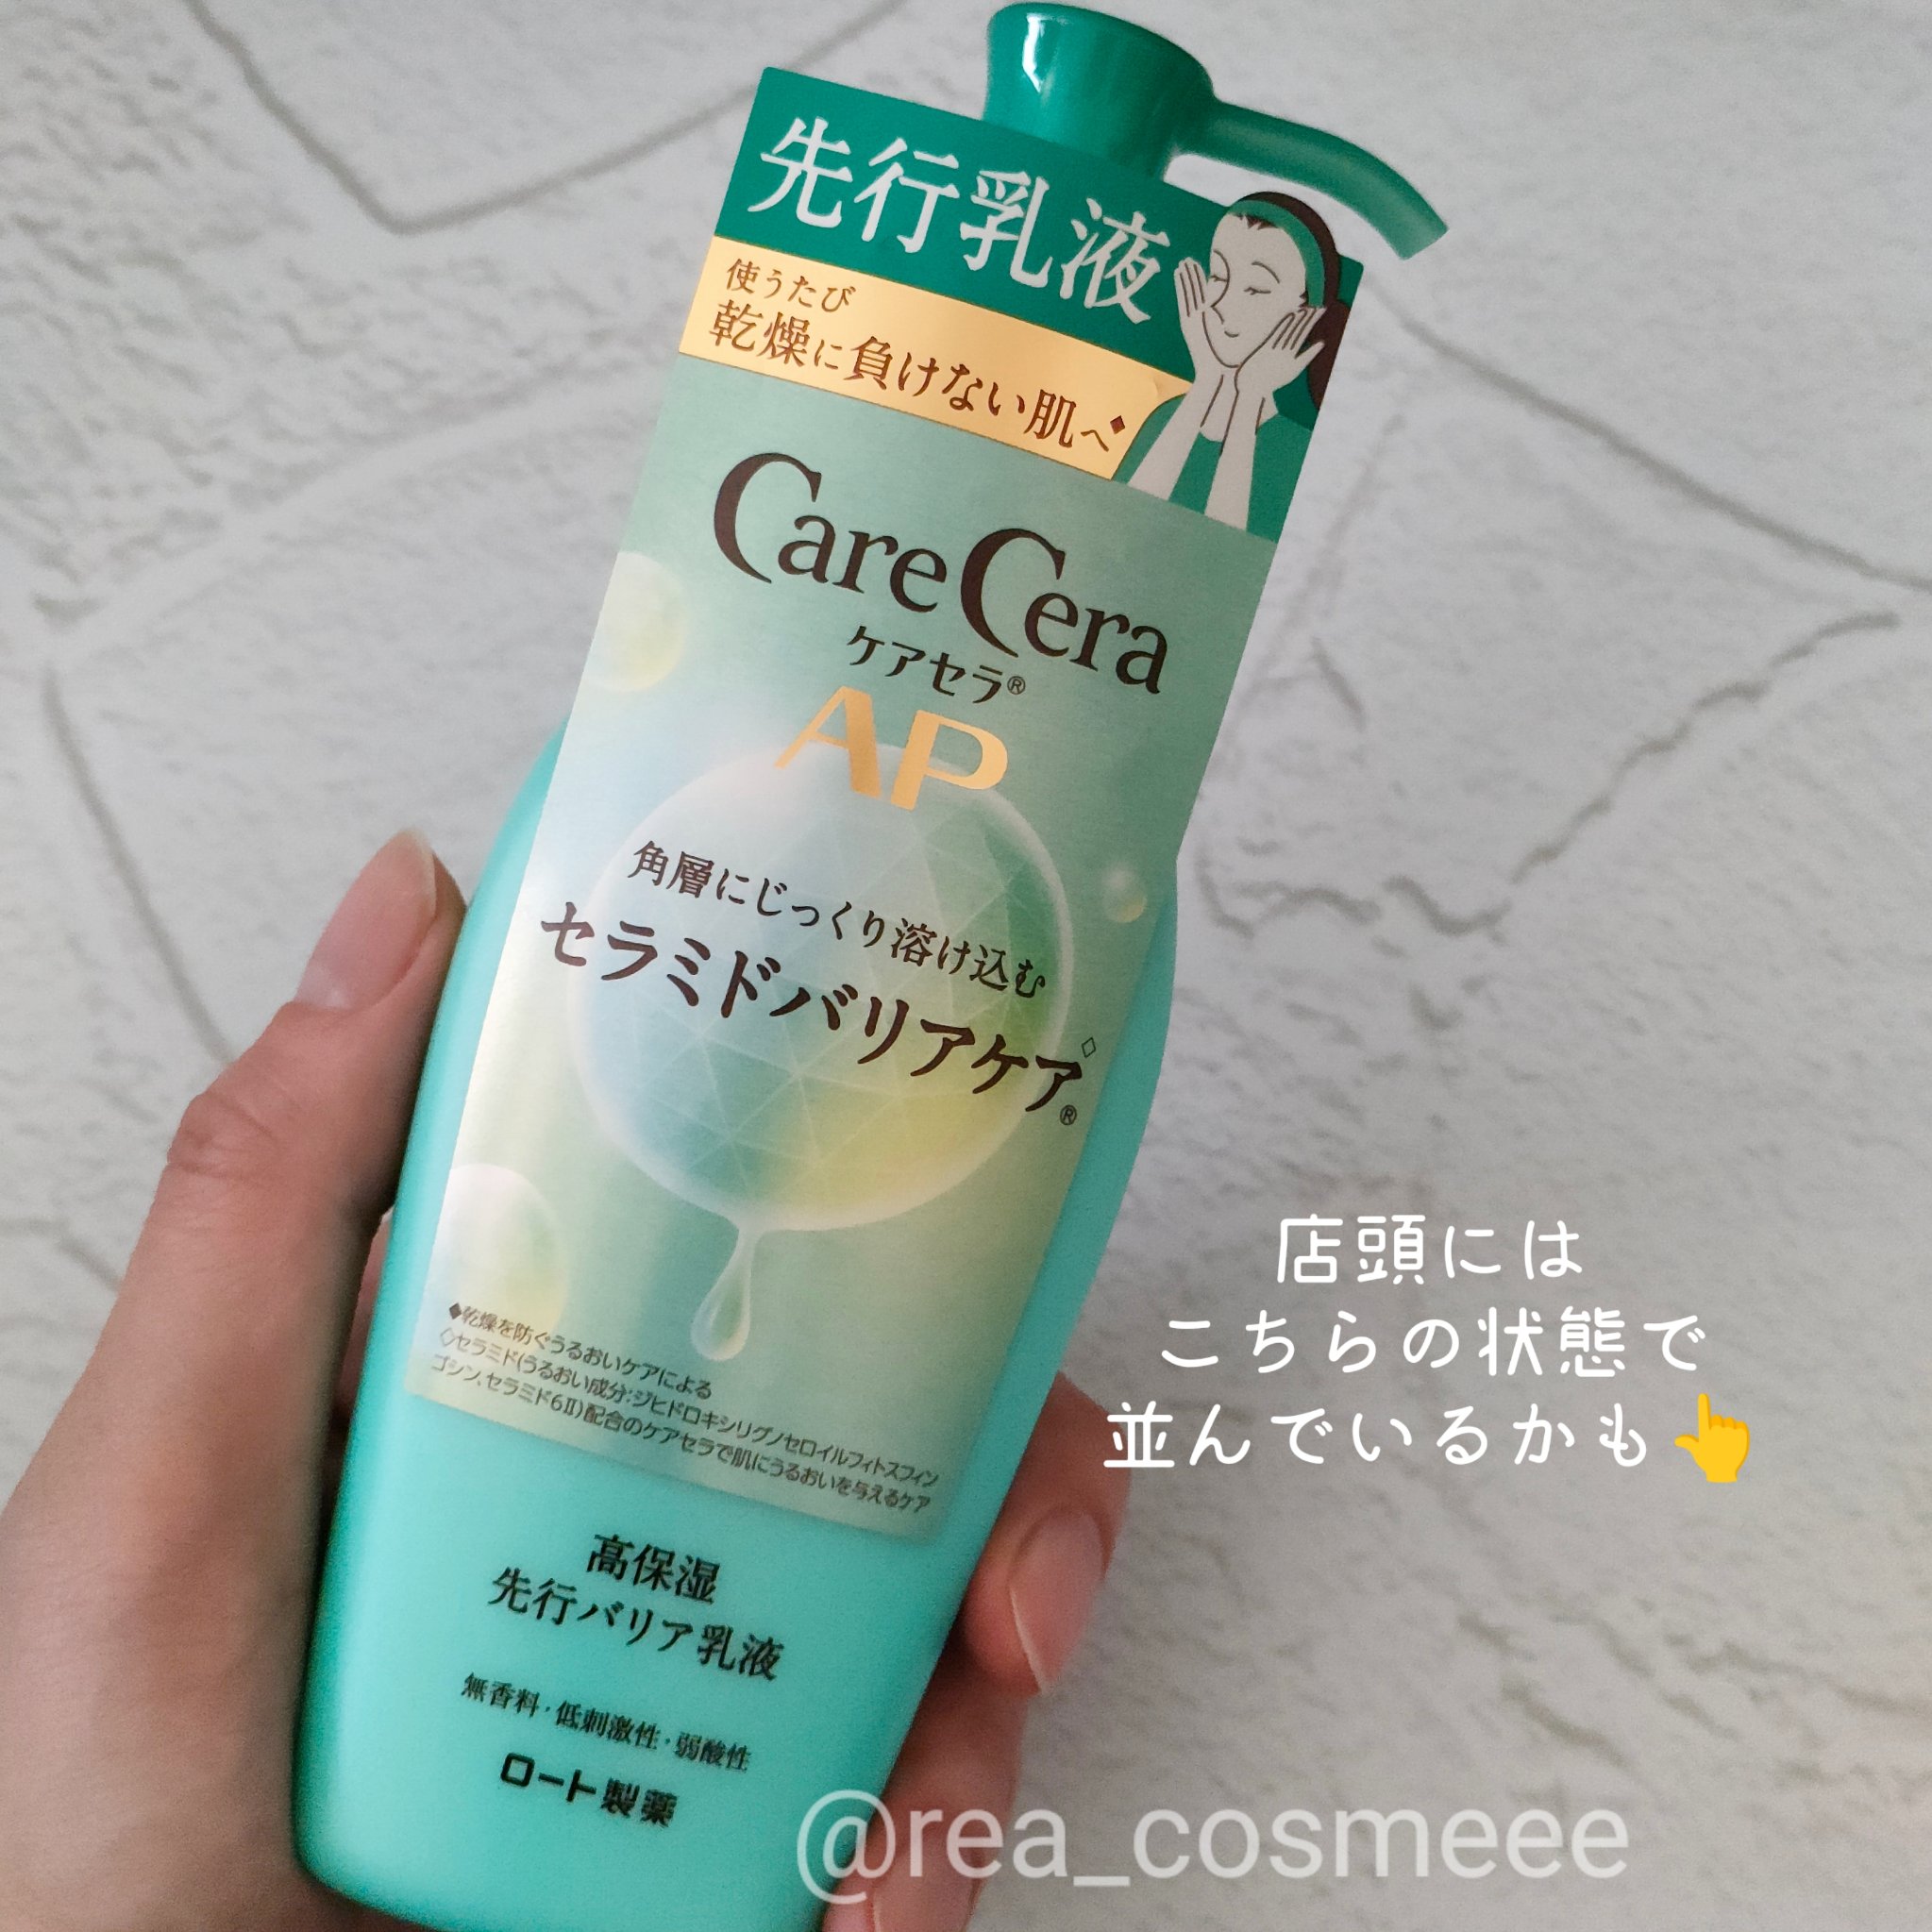 先行乳液
使うたび
乾燥に負けない肌へ◆
CareCera
ケアセラ®
AP
角層にじっくり溶け込む
セラミドバリアケア◇®
◆乾燥を防ぐうるおいケアによる
◇セラミド(うるおい成分:ジヒドロキシリグノセロイルフィトスフィン
ゴシン、セラミド6Ⅱ)配合のケアセラで肌にうるおいを与えるケア
高保湿
先行バリア乳液
無香料・低刺激性・弱酸性
ロート製薬
店頭には
こちらの状態で
並んでいるかも👆
@rea_cosmeee